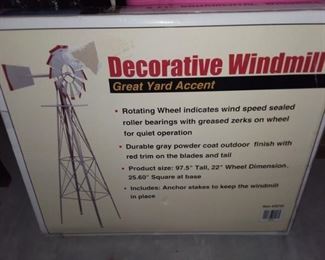 Decorative Windmill
Great Yard Accent
• Rotating Wheel indicates wind speed sealed
roller bearings with greased zerks on wheel
for quiet operation
• Durable gray powder coat outdoor finish with
red trim on the blades and tail
• Product size: 97.5" Tall, 22" Wheel Dimension,
25.60" Square at base
• Includes: Anchor stakes to keep the windmill
in place